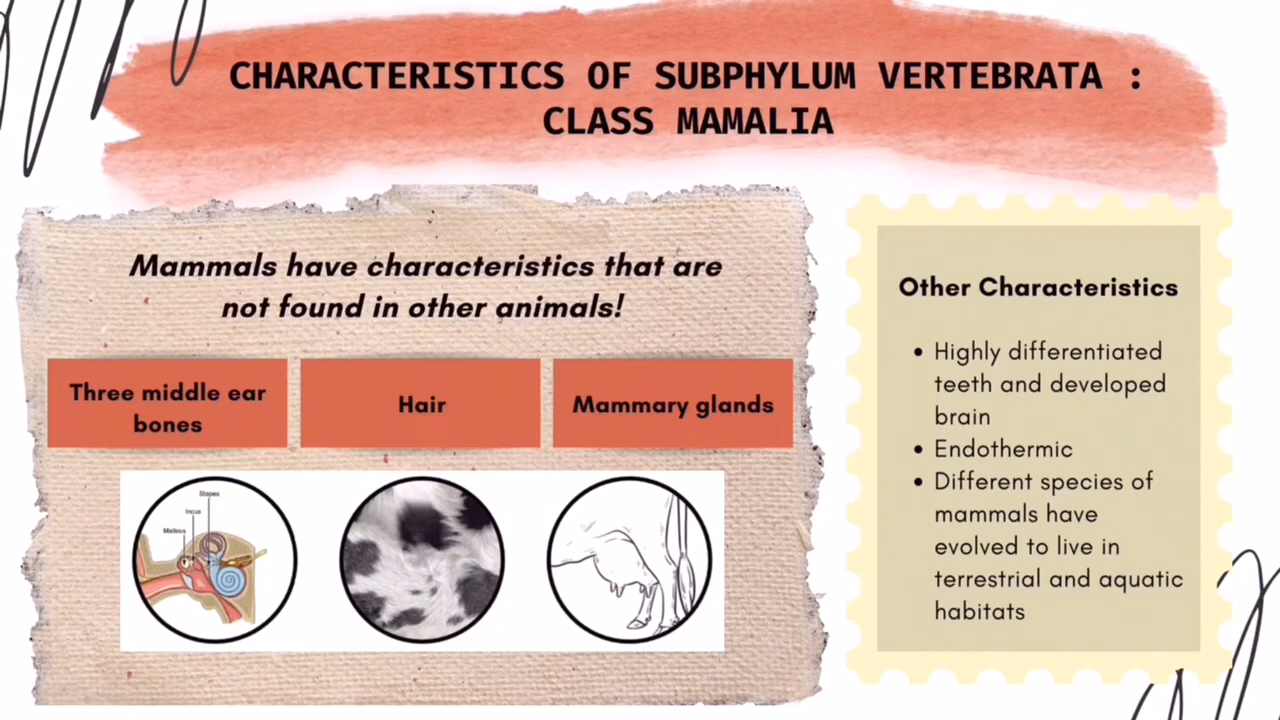 CHARACTERISTICS OF SUBPHYLUM VERTEBRATA :
CLASS MAMALIA
Mammals have characteristics that are
not found in other animals!
Three middle ear
bones
Hair
Mammary glands
Stapes
Incus
Malleus
Other Characteristics
• Highly differentiated
teeth and developed
brain
• Endothermic
• Different species of
mammals have
evolved to live in
terrestrial and aquatic
habitats